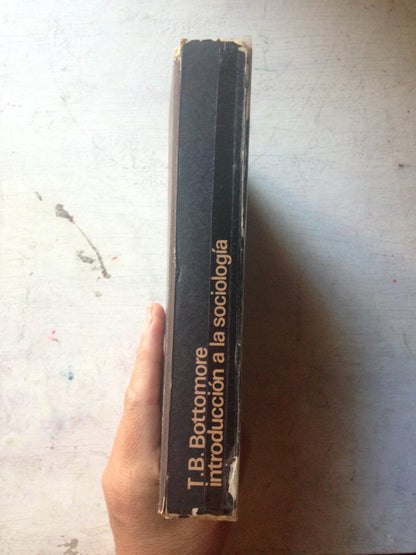 T.B. Bottomore
introducción a la sociología